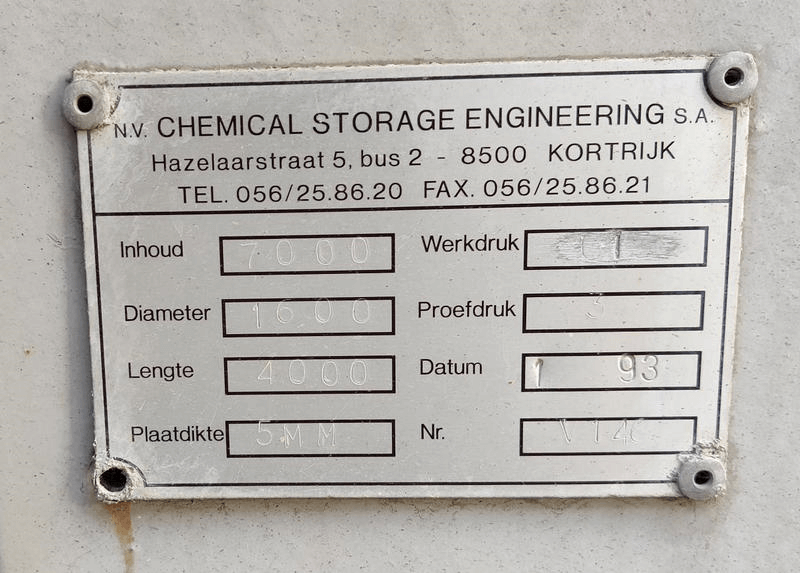 N.V. CHEMICAL STORAGE ENGINEERING S.A.
Hazelaarstraat 5, bus 2 - 8500 KORTRIJK
TEL. 056/25.86.20 FAX. 056/25.86.21
Inhoud 7000 Werkdruk 1
Diameter 1600 Proefdruk 3
Lengte 4000 Datum 1 93
Plaatdikte 5MM Nr.